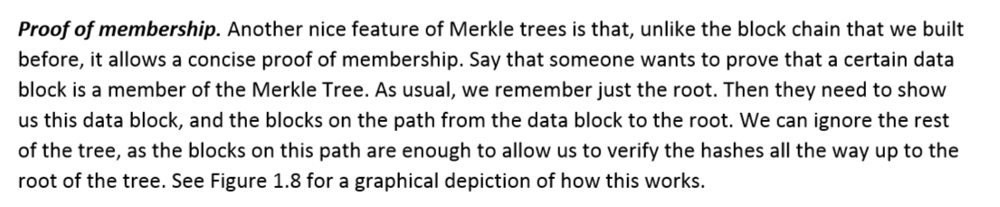 Proof of membership. Another nice feature of Merkle trees is that, unlike the block chain that we built
before, it allows a concise proof of membership. Say that someone wants to prove that a certain data
block is a member of the Merkle Tree. As usual, we remember just the root. Then they need to show
us this data block, and the blocks on the path from the data block to the root. We can ignore the rest
of the tree, as the blocks on this path are enough to allow us to verify the hashes all the way up to the
root of the tree. See Figure 1.8 for a graphical depiction of how this works.